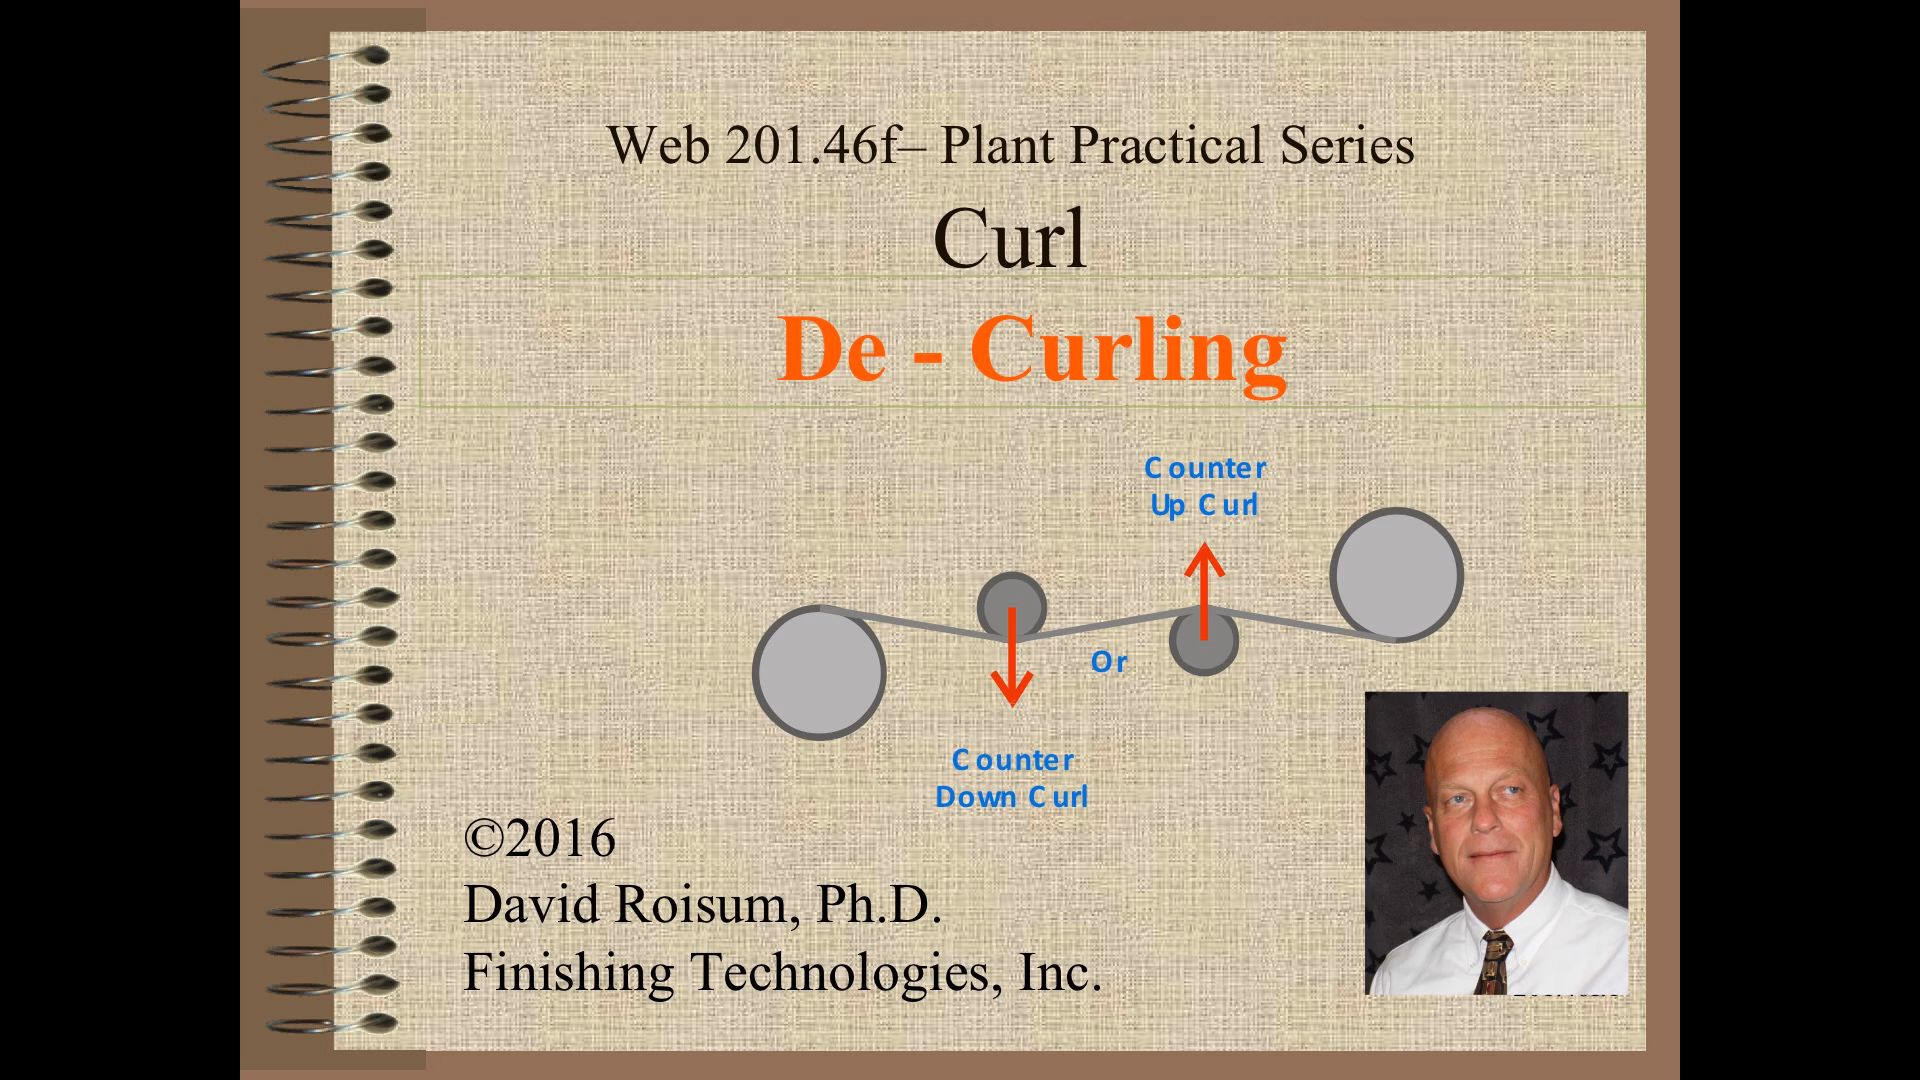 Web 201.46f– Plant Practical Series
Curl
De - Curling
Counter
Up Curl
Or
Counter
Down Curl
©2016
David Roisum, Ph.D.
Finishing Technologies, Inc.